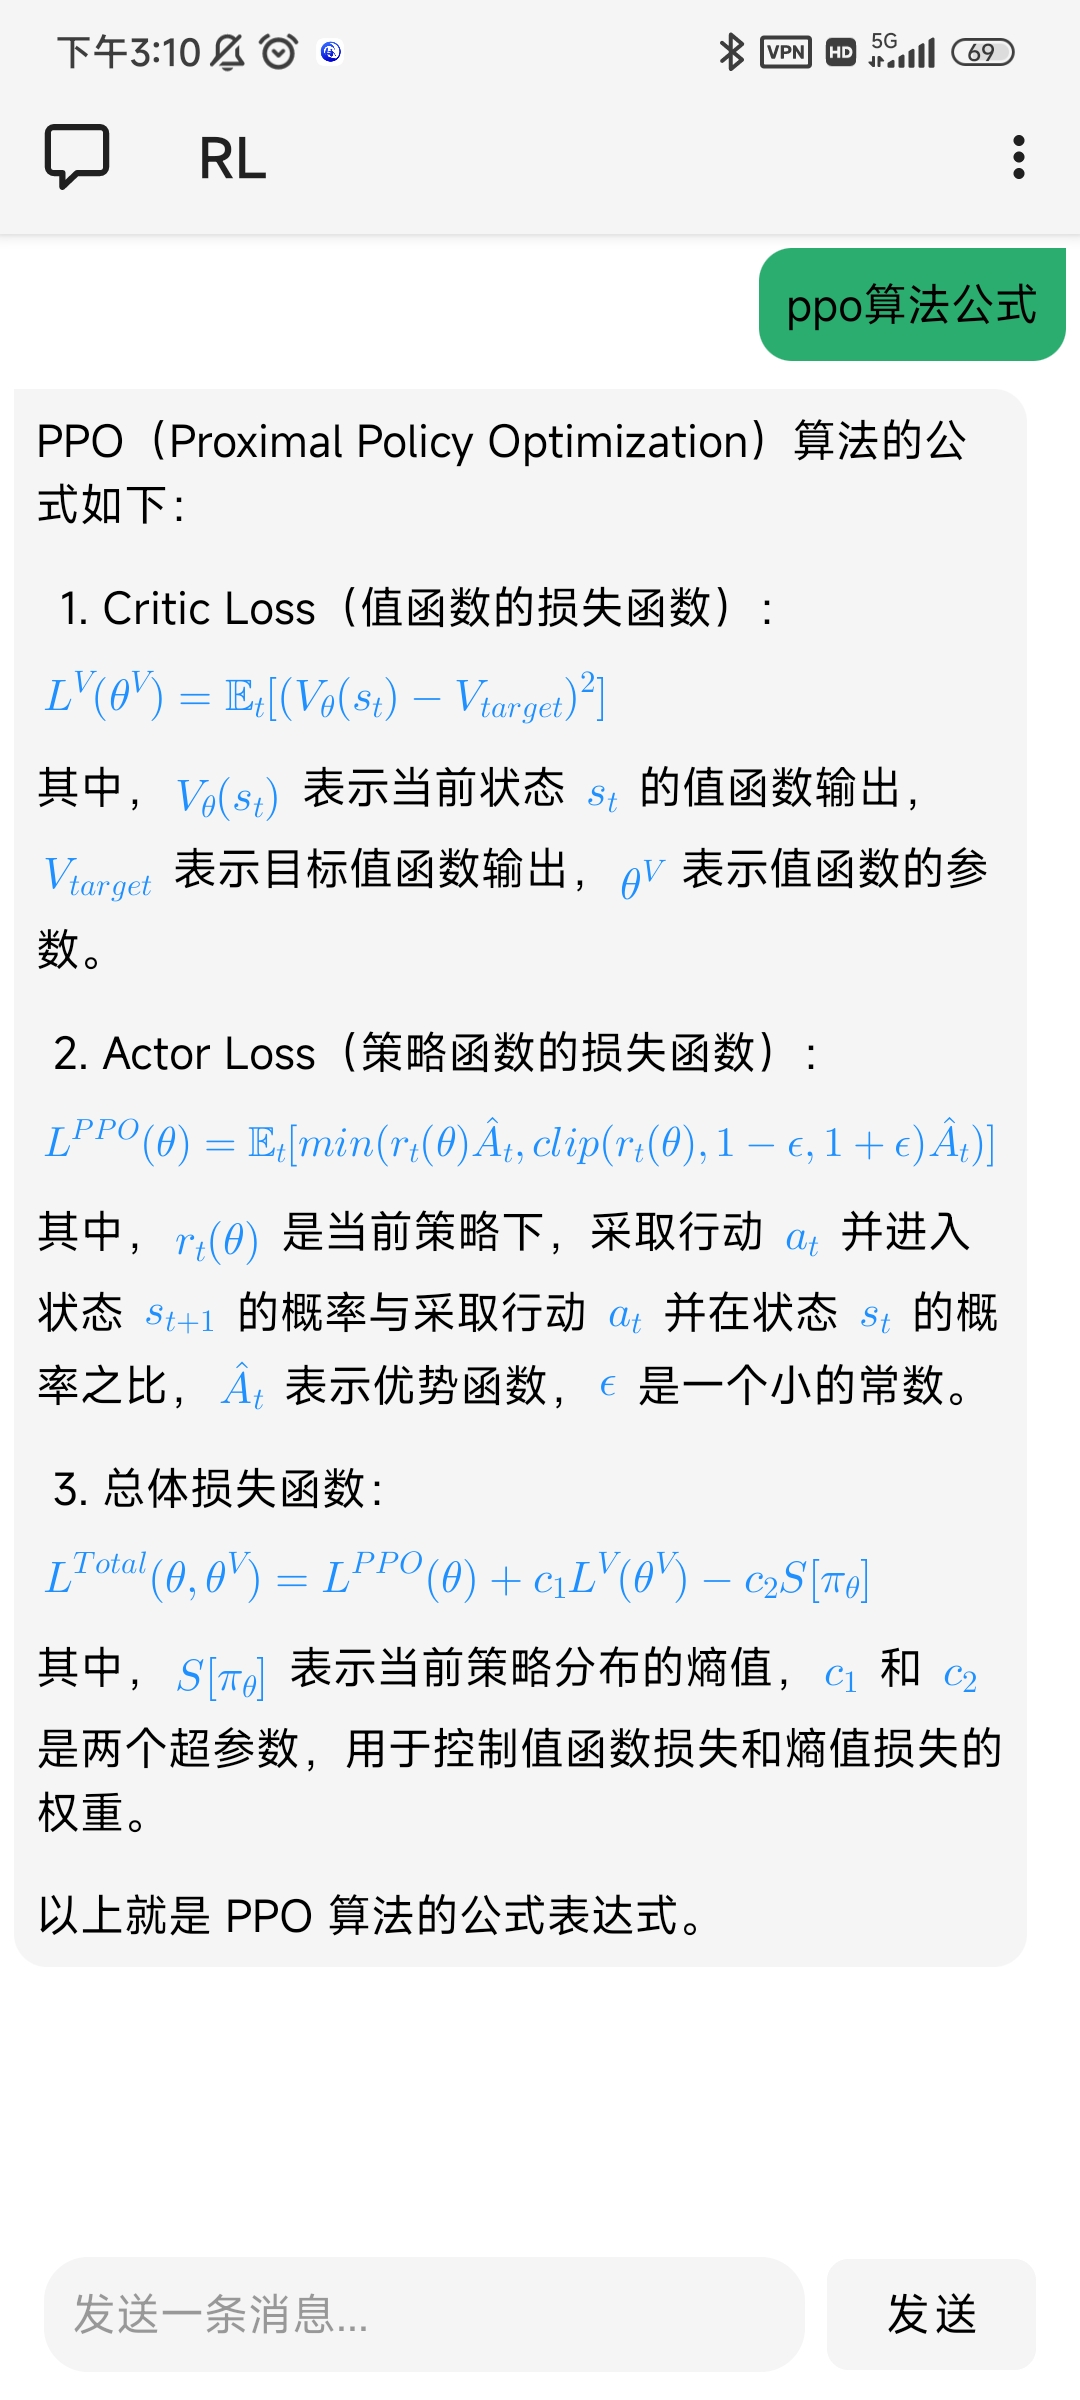 下午3:10 VPN HD 5G 69
RL
ppo算法公式
PPO（Proximal Policy Optimization）算法的公
式如下：
1. Critic Loss（值函数的损失函数）：
$L^V(\theta^V) = \mathbb{E}_t[(V_\theta(s_t) - V_{target})^2]$
其中， $V_\theta(s_t)$ 表示当前状态 $s_t$ 的值函数输出，
$V_{target}$ 表示目标值函数输出， $\theta^V$ 表示值函数的参
数。
2. Actor Loss（策略函数的损失函数）：
$L^{PPO}(\theta) = \mathbb{E}_t[min(r_t(\theta)\hat{A}_t, clip(r_t(\theta), 1 - \epsilon, 1 + \epsilon)\hat{A}_t)]$
其中， $r_t(\theta)$ 是当前策略下，采取行动 $a_t$ 并进入
状态 $s_{t+1}$ 的概率与采取行动 $a_t$ 并在状态 $s_t$ 的概
率之比， $\hat{A}_t$ 表示优势函数， $\epsilon$ 是一个小的常数。
3. 总体损失函数：
$L^{Total}(\theta, \theta^V) = L^{PPO}(\theta) + c_1L^V(\theta^V) - c_2S[\pi_\theta]$
其中， $S[\pi_\theta]$ 表示当前策略分布的熵值， $c_1$ 和 $c_2$
是两个超参数，用于控制值函数损失和熵值损失的
权重。
以上就是 PPO 算法的公式表达式。
发送一条消息...
发送